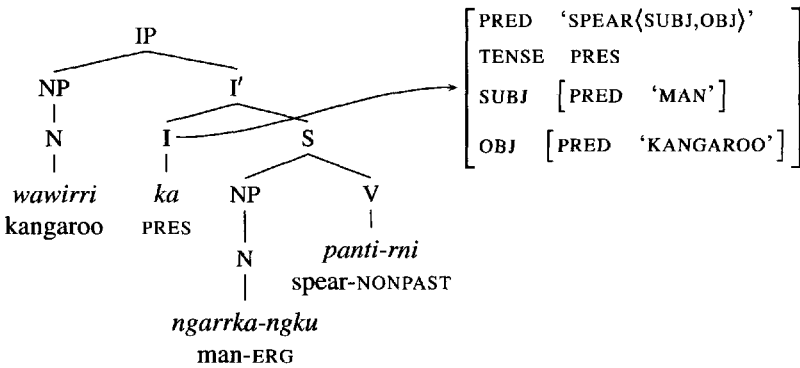 IP
NP I′
N I S
wawirri ka NP V
kangaroo PRES
N panti-rni
spear-NONPAST
ngarrka-ngku
man-ERG
PRED ‘SPEAR⟨SUBJ,OBJ⟩’
TENSE PRES
SUBJ [PRED ‘MAN’]
OBJ [PRED ‘KANGAROO’]